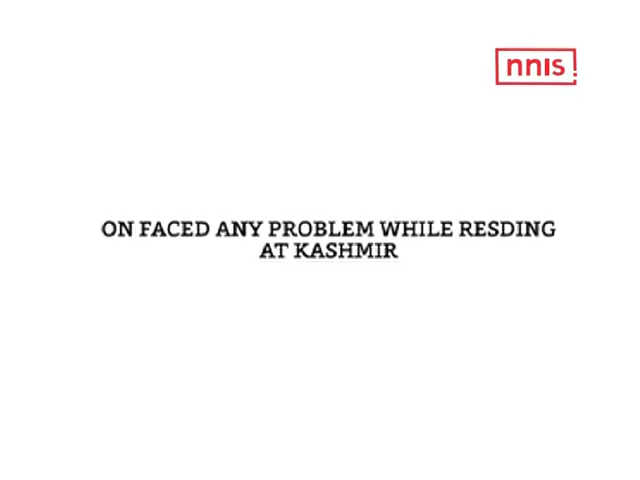 nnis
ON FACED ANY PROBLEM WHILE RESDING
AT KASHMIR